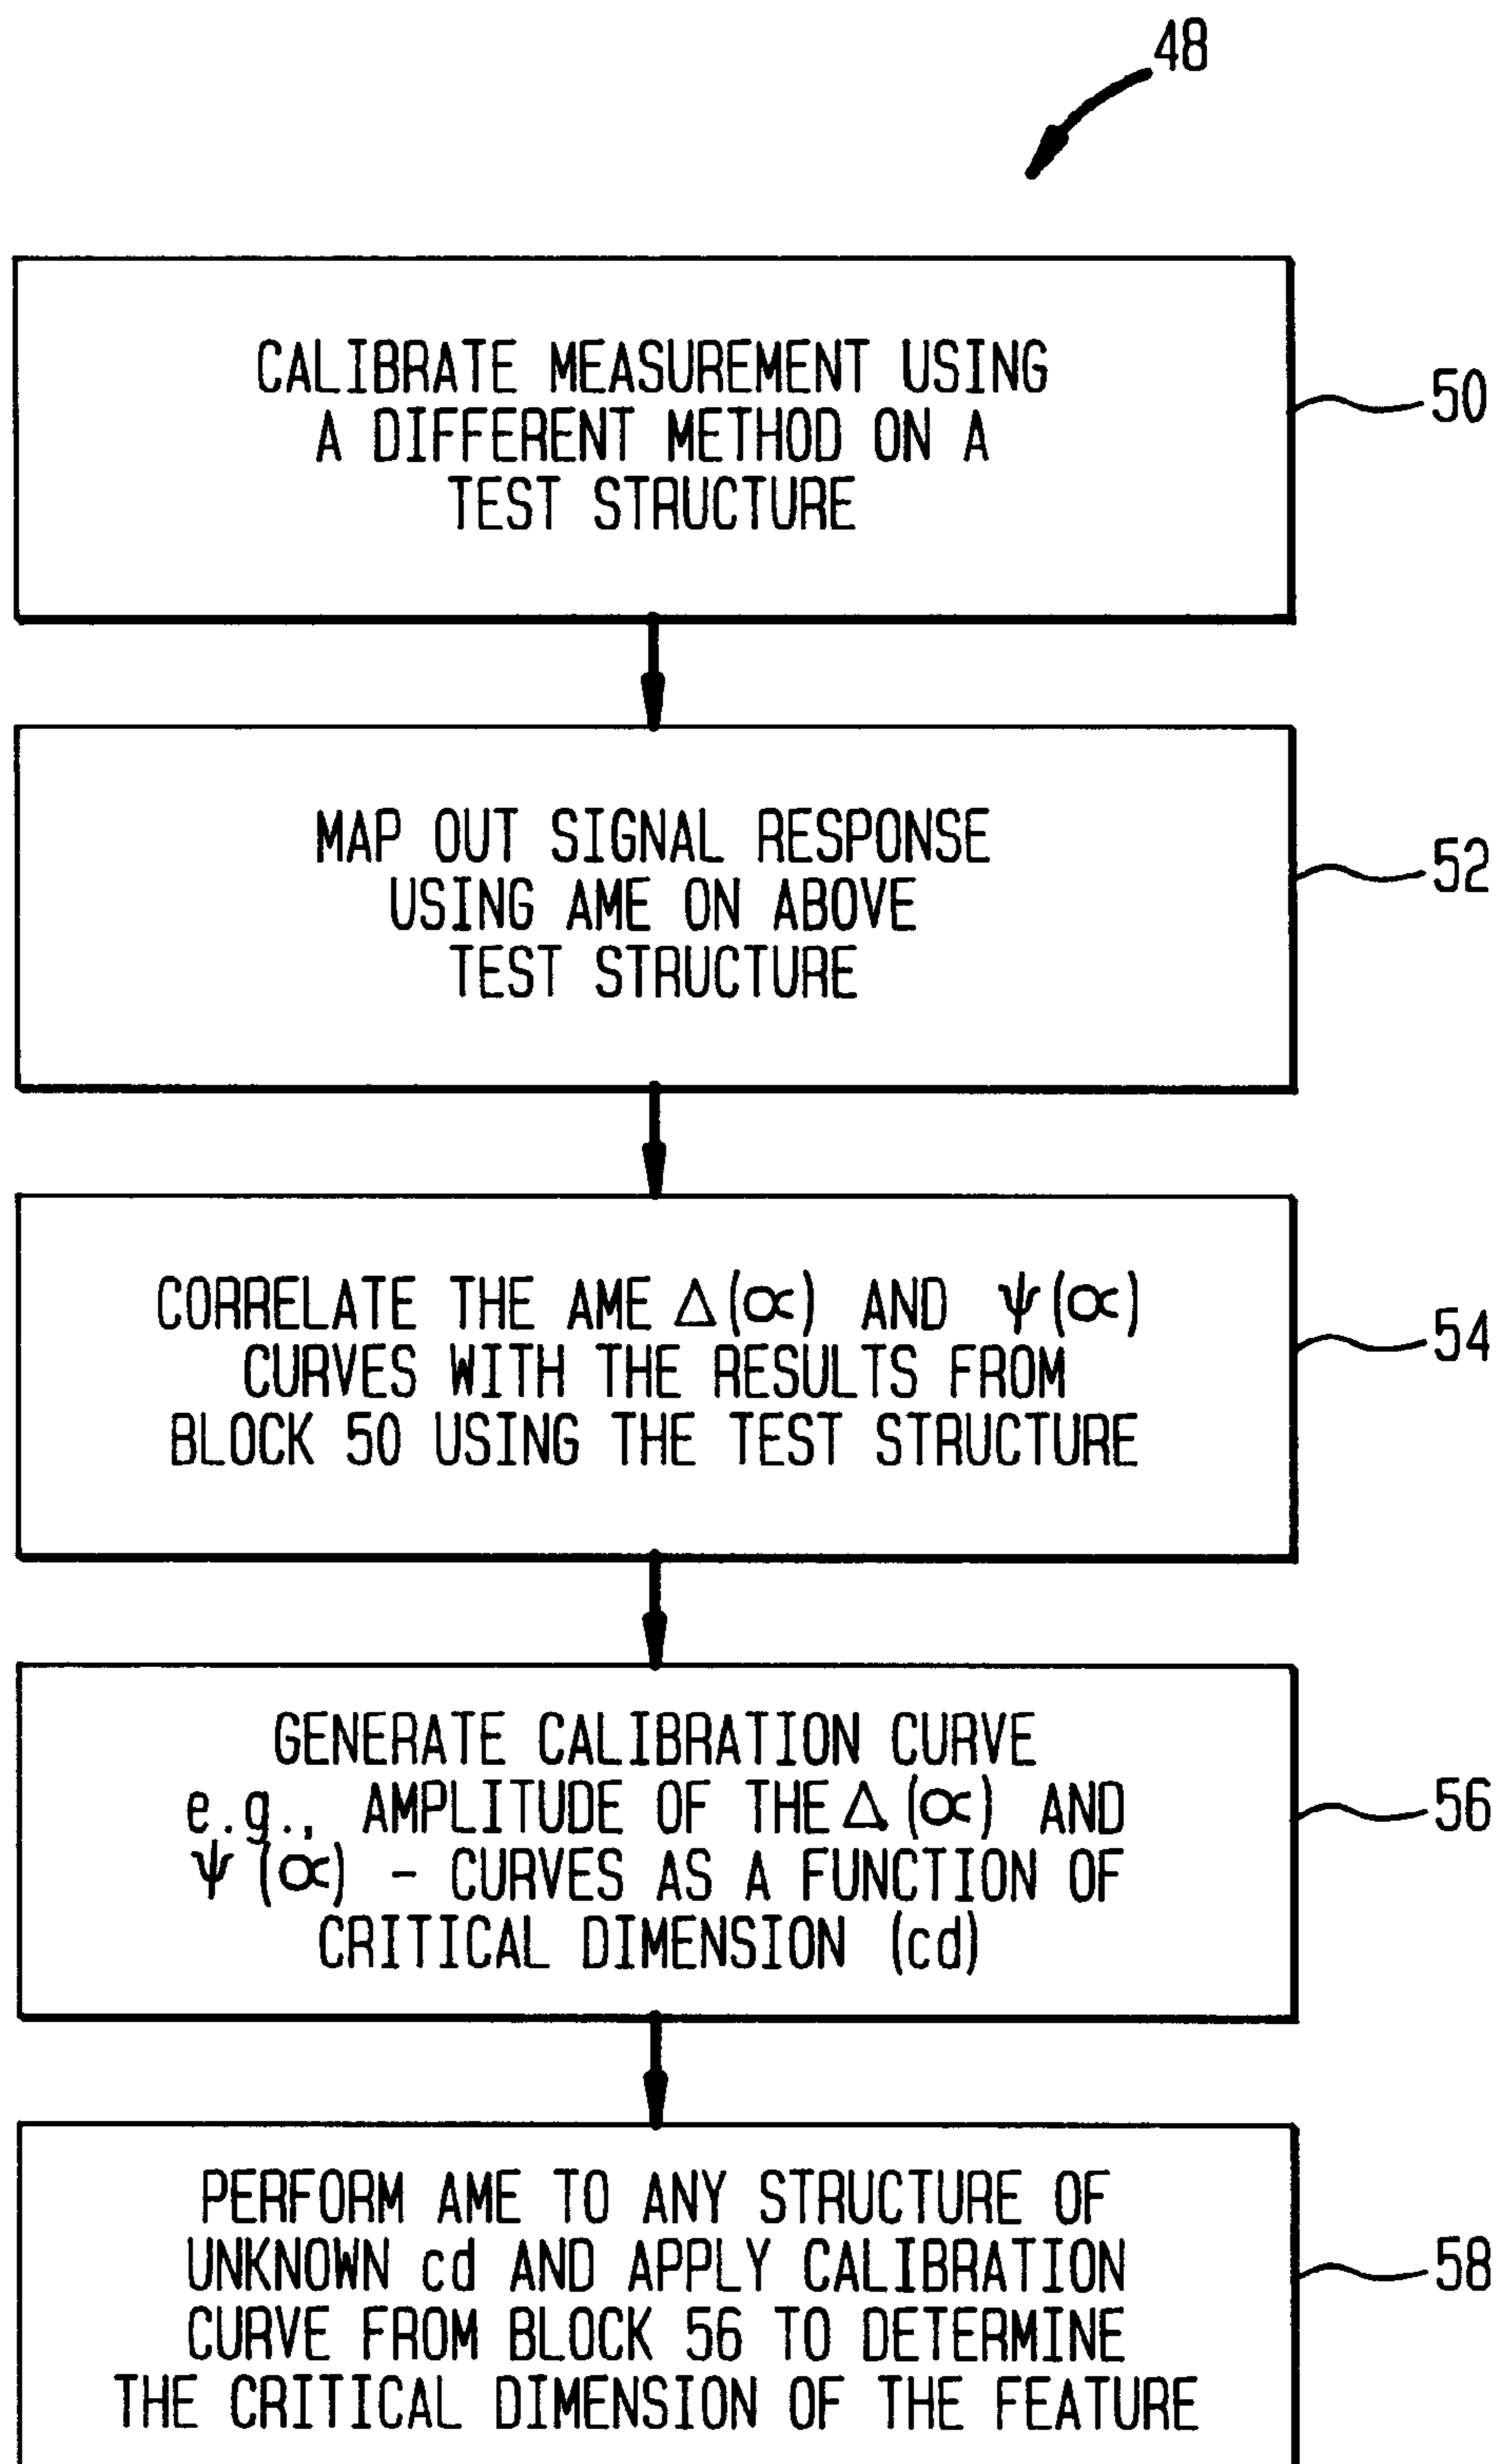 48
CALIBRATE MEASUREMENT USING
A DIFFERENT METHOD ON A
TEST STRUCTURE
50
MAP OUT SIGNAL RESPONSE
USING AME ON ABOVE
TEST STRUCTURE
52
CORRELATE THE AME Δ(α) AND ψ(α)
CURVES WITH THE RESULTS FROM
BLOCK 50 USING THE TEST STRUCTURE
54
GENERATE CALIBRATION CURVE
e.g., AMPLITUDE OF THE Δ (α) AND
ψ (α) - CURVES AS A FUNCTION OF
CRITICAL DIMENSION (cd)
56
PERFORM AME TO ANY STRUCTURE OF
UNKNOWN cd AND APPLY CALIBRATION
CURVE FROM BLOCK 56 TO DETERMINE
THE CRITICAL DIMENSION OF THE FEATURE
58